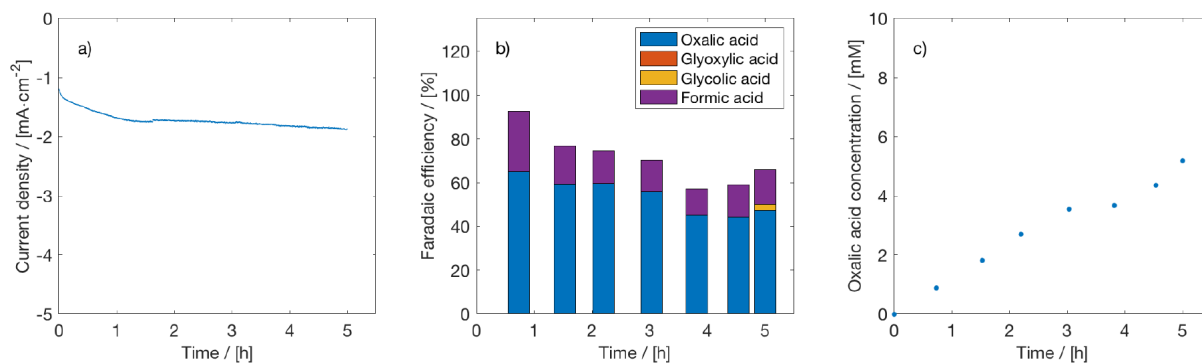 a)
0
-1
-2
-3
-4
-5
0 1 2 3 4 5
Time / [h]
Current density / [mA·cm⁻²]
b)
Oxalic acid
Glyoxylic acid
Glycolic acid
Formic acid
120
100
80
60
40
20
0
0 1 2 3 4 5
Time / [h]
Faradaic efficiency / [%]
c)
10
8
6
4
2
0
0 1 2 3 4 5
Time / [h]
Oxalic acid concentration / [mM]